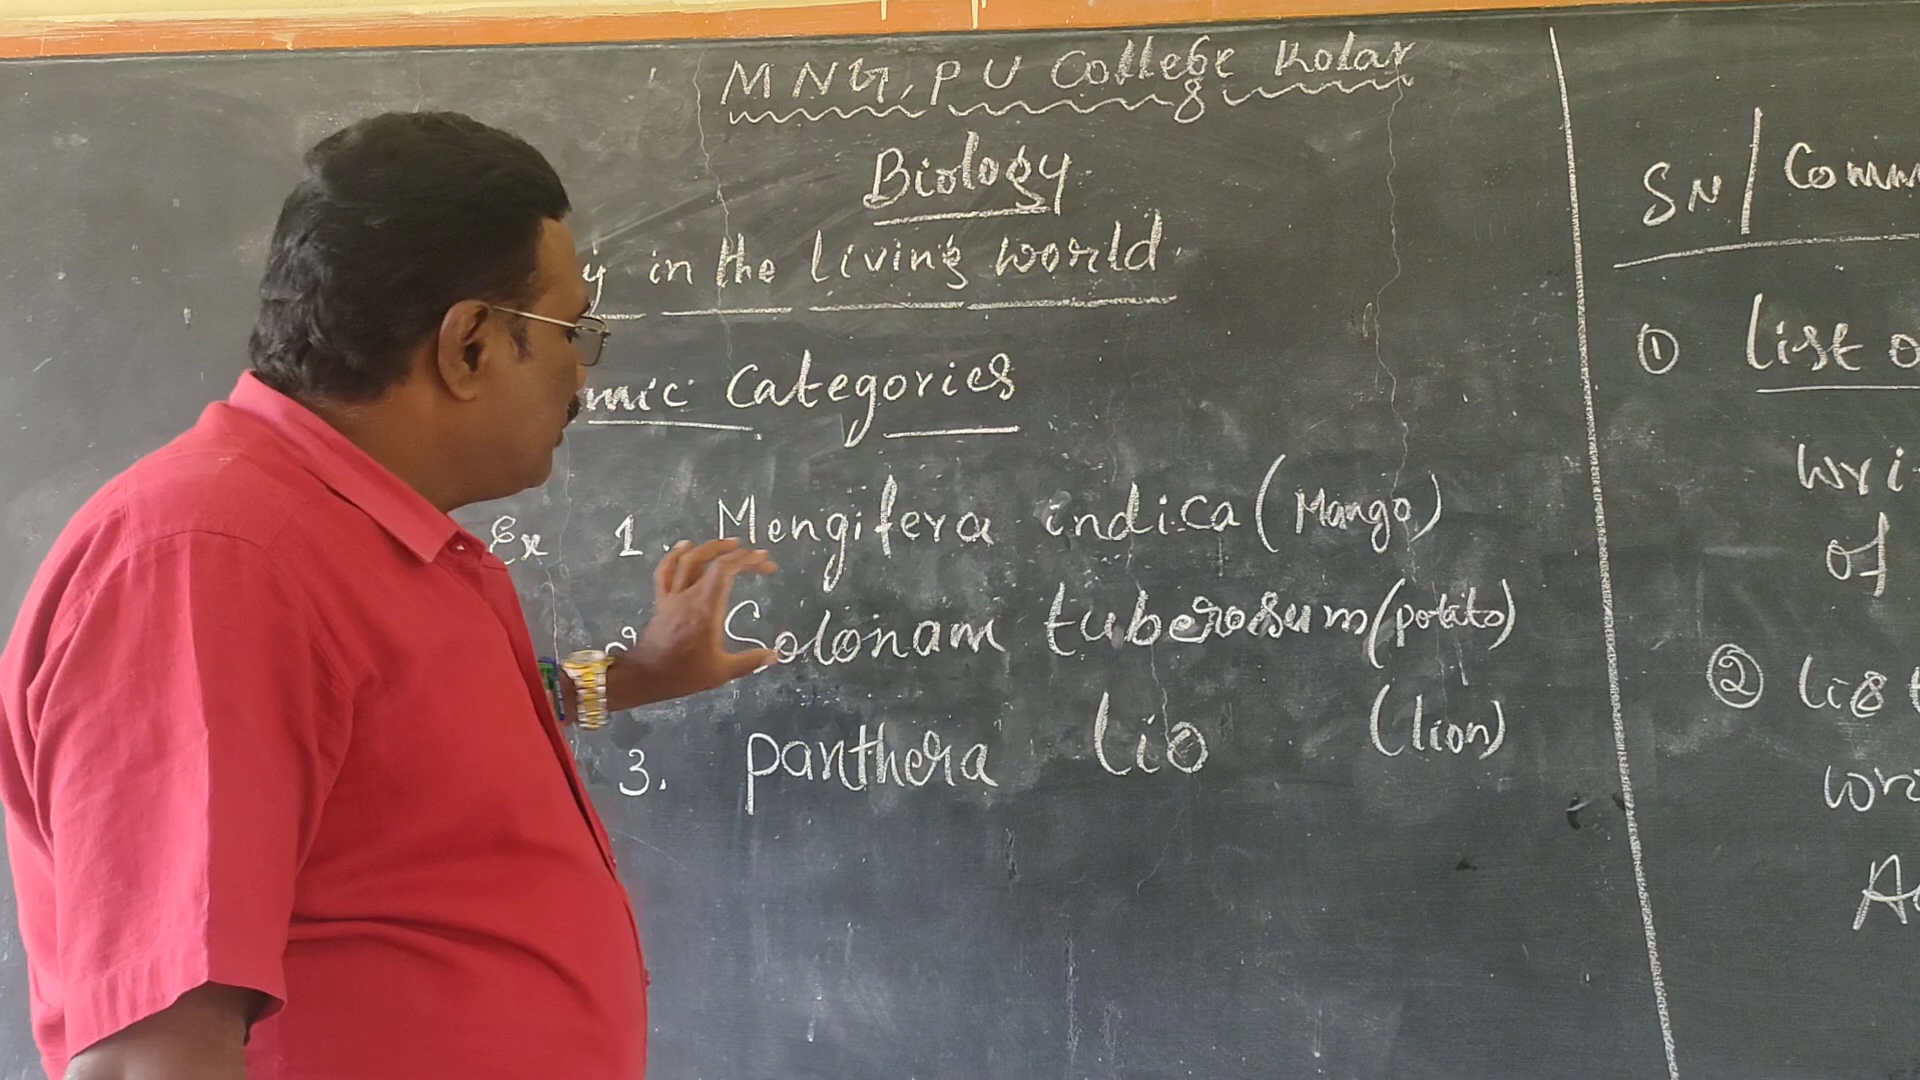 MNG, PU College Kolar
Biology
y in the Living world
mic Categories
Ex 1. Mengifera indica (Mango)
2 Solonam tuberosum (potato)
3. panthera lio (lion)
SN Comm
① list o
wri
of
② lis
wr
A